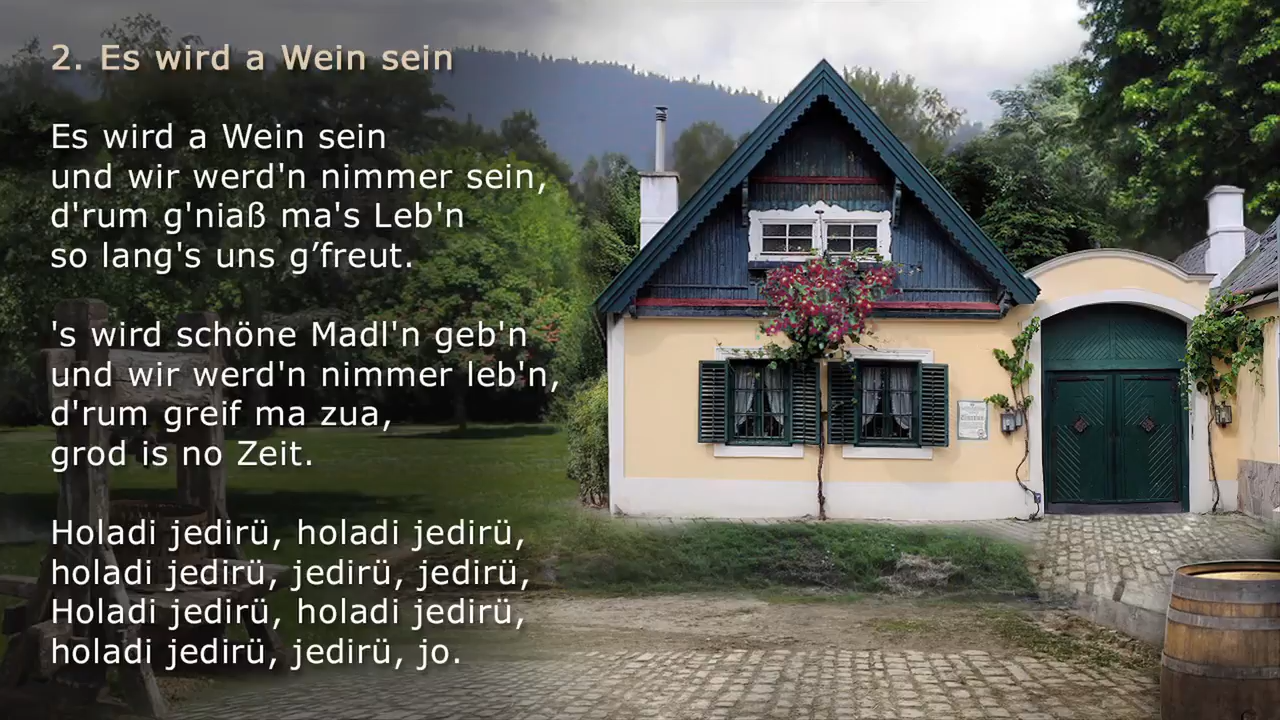 2. Es wird a Wein sein
Es wird a Wein sein
und wir werd'n nimmer sein,
d'rum g'niaß ma's Leb'n
so lang's uns g’freut.
's wird schöne Madl'n geb'n
und wir werd'n nimmer leb'n,
d'rum greif ma zua,
grod is no Zeit.
Holadi jedirü, holadi jedirü,
holadi jedirü, jedirü, jedirü,
Holadi jedirü, holadi jedirü,
holadi jedirü, jedirü, jo.